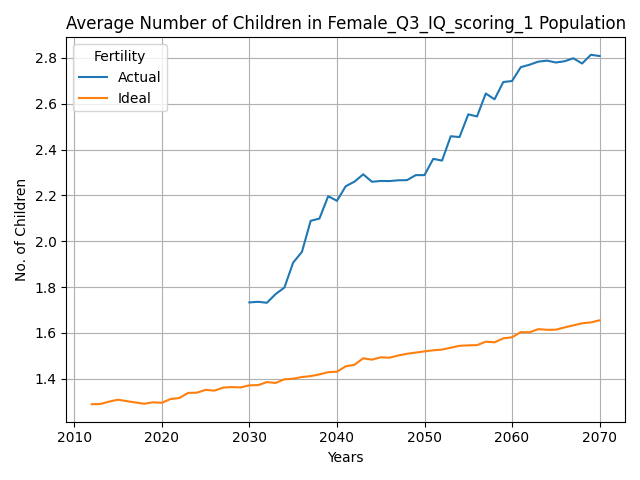 Average Number of Children in Female_Q3_IQ_scoring_1 Population
Fertility
Actual
Ideal
No. of Children
2.8
2.6
2.4
2.2
2.0
1.8
1.6
1.4
2010 2020 2030 2040 2050 2060 2070
Years